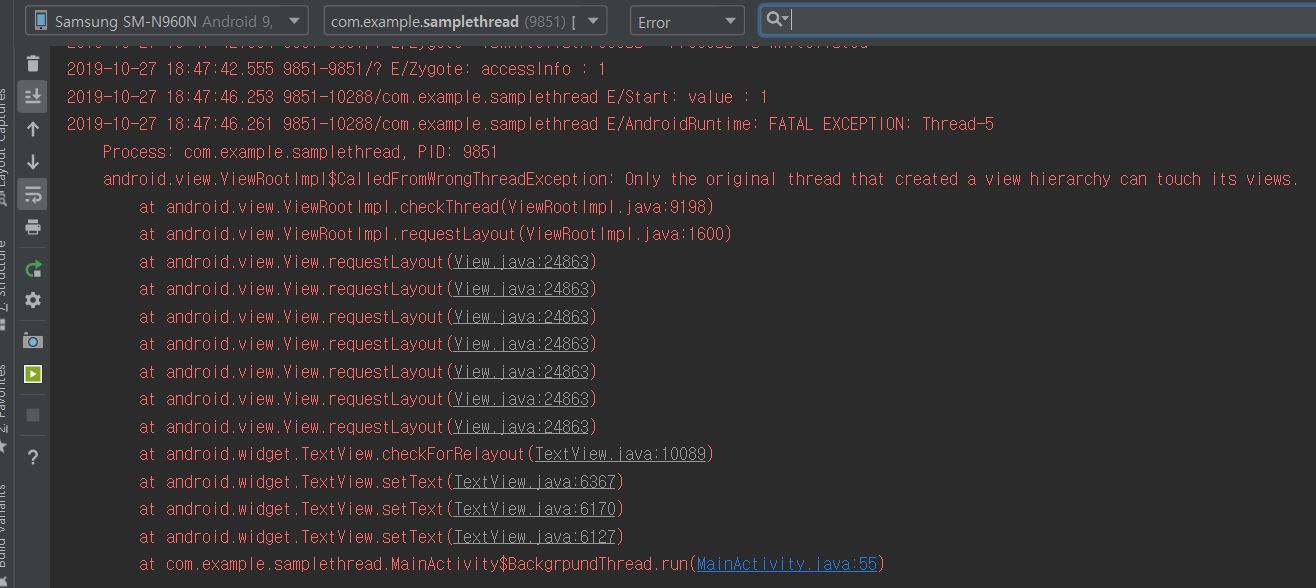 Samsung SM-N960N Android 9,
com.example.samplethread (9851) [
Error
2019-10-27 18:47:42.555 9851-9851/? E/Zygote: accessInfo : 1
2019-10-27 18:47:46.253 9851-10288/com.example.samplethread E/Start: value : 1
2019-10-27 18:47:46.261 9851-10288/com.example.samplethread E/AndroidRuntime: FATAL EXCEPTION: Thread-5
Process: com.example.samplethread, PID: 9851
android.view.ViewRootImpl$CalledFromWrongThreadException: Only the original thread that created a view hierarchy can touch its views.
at android.view.ViewRootImpl.checkThread(ViewRootImpl.java:9198)
at android.view.ViewRootImpl.requestLayout(ViewRootImpl.java:1600)
at android.view.View.requestLayout(View.java:24863)
at android.view.View.requestLayout(View.java:24863)
at android.view.View.requestLayout(View.java:24863)
at android.view.View.requestLayout(View.java:24863)
at android.view.View.requestLayout(View.java:24863)
at android.view.View.requestLayout(View.java:24863)
at android.view.View.requestLayout(View.java:24863)
at android.widget.TextView.checkForRelayout(TextView.java:10089)
at android.widget.TextView.setText(TextView.java:6367)
at android.widget.TextView.setText(TextView.java:6170)
at android.widget.TextView.setText(TextView.java:6127)
at com.example.samplethread.MainActivity$BackgrpundThread.run(MainActivity.java:55)
Layout Captures
Structure
2: Favorites
Build Variants